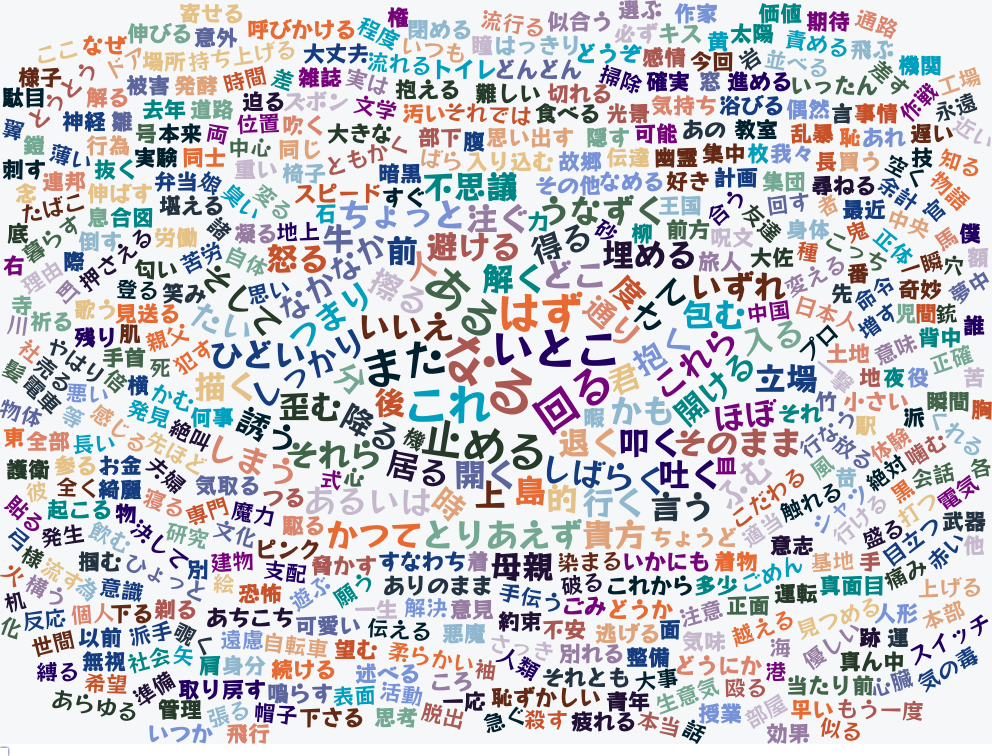 寄せる
権
流行る
似合う
選ぶ
作家
価値
期待
通路
伸びる
意外
呼びかける
程度
閉める
必ず
キス
黄
太陽
責める
飛ぶ
ここ
なぜ
ドア
場所
持ち上げる
大丈夫
いつも
瞳
はっきり
どうぞ
感情
今回
岩
並べる
機関
様子
被害
発酵
時間
差
雑誌
実は
流れる
トイレ
どんどん
掃除
確実
窓
進める
いったん
工場
駄目
解る
去年
道路
迫る
ズボン
文学
抱える
難しい
切れる
気持ち
浴びる
偶然
言
事情
作戦
永遠
翼
神経
雛
号
本来
両
位置
吹く
大きな
汚い
それでは
食べる
光景
可能
あの
教室
乱暴
恥
あれ
遅い
近い
鎧
薄い
行為
実験
同士
中心
同じ
ともかく
部下
腹
思い出す
隠す
幽霊
集中
枚
我々
長
買う
空く
技
知る
刺す
連邦
抜く
弁当
娘
重い
椅子
暗黒
ばら
入り込む
故郷
伝達
好き
計画
集団
尋ねる
余計
物語
念
伸ばす
臭い
変る
スピード
すぐ
不思議
その他
なめる
王国
合う
友達
回す
者
最近
中央
たばこ
息
合図
堪える
諸
石
ちょっと
注ぐ
力
うなずく
砂
柳
前方
呪文
身体
鬼
馬
僕
底
暮らす
倒す
押さえる
労働
凝る
地上
牛
前
避ける
得る
埋める
旅人
大佐
種
こっち
正体
一瞬
穴
額
右
理由
際
匂い
苦労
自体
怒る
なかなか
擦る
人
ある
解く
どこ
度
さて
いずれ
変える
番
命令
奇妙
夢中
寺
川
祈る
歌う
登る
笑み
そして
思い
つまり
はず
通り
包む
中国
日本人
先
増す
児
間
銃
誰
残り
見送る
肌
親父
たい
ひどい
しっかり
いいえ
また
な
いとこ
抱く
これら
入る
プロ
土地
意味
背中
正確
社
やはり
売る
手首
死
犯す
描く
分
る
回る
君
開ける
立場
一撃
地
夜
役
苦
髪
電車
倍
横
かむ
何事
歪む
後
これ
暇
かも
ほぼ
それ
竹
小さい
派
瞬間
胸
物体
悪い
等
発見
誘う
降る
機
止める
退く
叩く
そのまま
行なう
駅
放る
体験
噛む
くれる
東
全部
長い
感じる
先ほど
絶叫
しまう
それら
居る
開く
しばらく
吐く
皿
ふむ
風
昔
絶対
会話
各
護衛
参る
お金
夫婦
気取る
式
心
あるいは
時
上
島
的
行く
言う
こだわる
触れる
シャツ
黒
打つ
電気
彼
全く
綺麗
寝る
専門
つる
魔力
適当
行ける
盛る
目立つ
武器
貼る
起こる
物
決して
研究
文化
駆る
かつて
とりあえず
貴方
ちょうど
意志
赤い
他
発生
飲む
ピンク
様
掴む
ひょっと
別
建物
支配
脅かす
すなわち
着
母親
染まる
いかにも
着物
基地
手
痛み
火
流す
為
意識
絵
恐怖
遊ぶ
願う
ありのまま
破る
これから
多少
ごめん
運転
真面目
上げる
机
構う
反応
個人
下る
剃る
あちこち
一生
解決
意見
手伝う
ごみ
どうか
注意
正面
見つめる
人形
本部
化
世間
以前
派手
覗く
遠慮
可愛い
伝える
悪魔
約束
不安
逃げる
面
気味
越える
優しい
跡
運
スイッチ
縛る
無視
社会
矢
肩
身分
自転車
望む
柔らかい
袖
さっき
別れる
整備
どうにか
海
港
真ん中
気の毒
希望
準備
取り戻す
続ける
述べる
ころ
人類
それとも
大事
生意気
殴る
当たり前
心臓
あらゆる
管理
張る
鳴らす
帽子
表面
活動
一応
恥ずかしい
青年
授業
部屋
平い
もう一度
いつか
飛行
下さる
思考
脱出
急ぐ
殺す
疲れる
本当
話
効果
似る